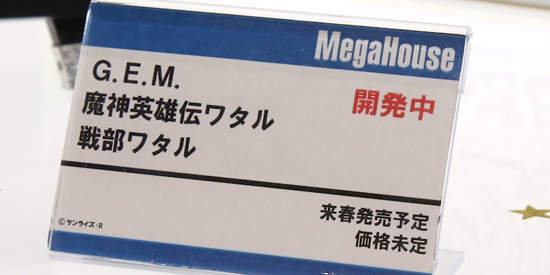 MegaHouse
G.E.M.
魔神英雄伝ワタル
戦部ワタル
開発中
来春発売予定
価格未定
©サンライズ・R